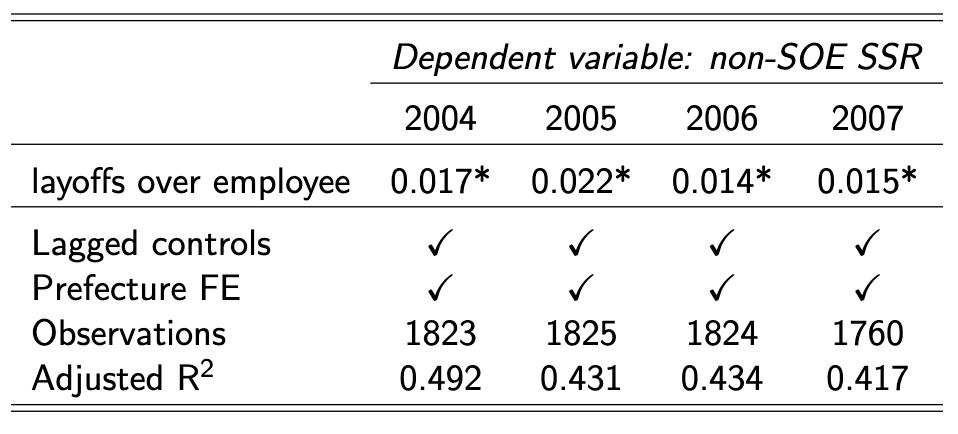 Dependent variable: non-SOE SSR
2004 2005 2006 2007
layoffs over employee 0.017* 0.022* 0.014* 0.015*
Lagged controls ✓ ✓ ✓ ✓
Prefecture FE ✓ ✓ ✓ ✓
Observations 1823 1825 1824 1760
Adjusted R² 0.492 0.431 0.434 0.417